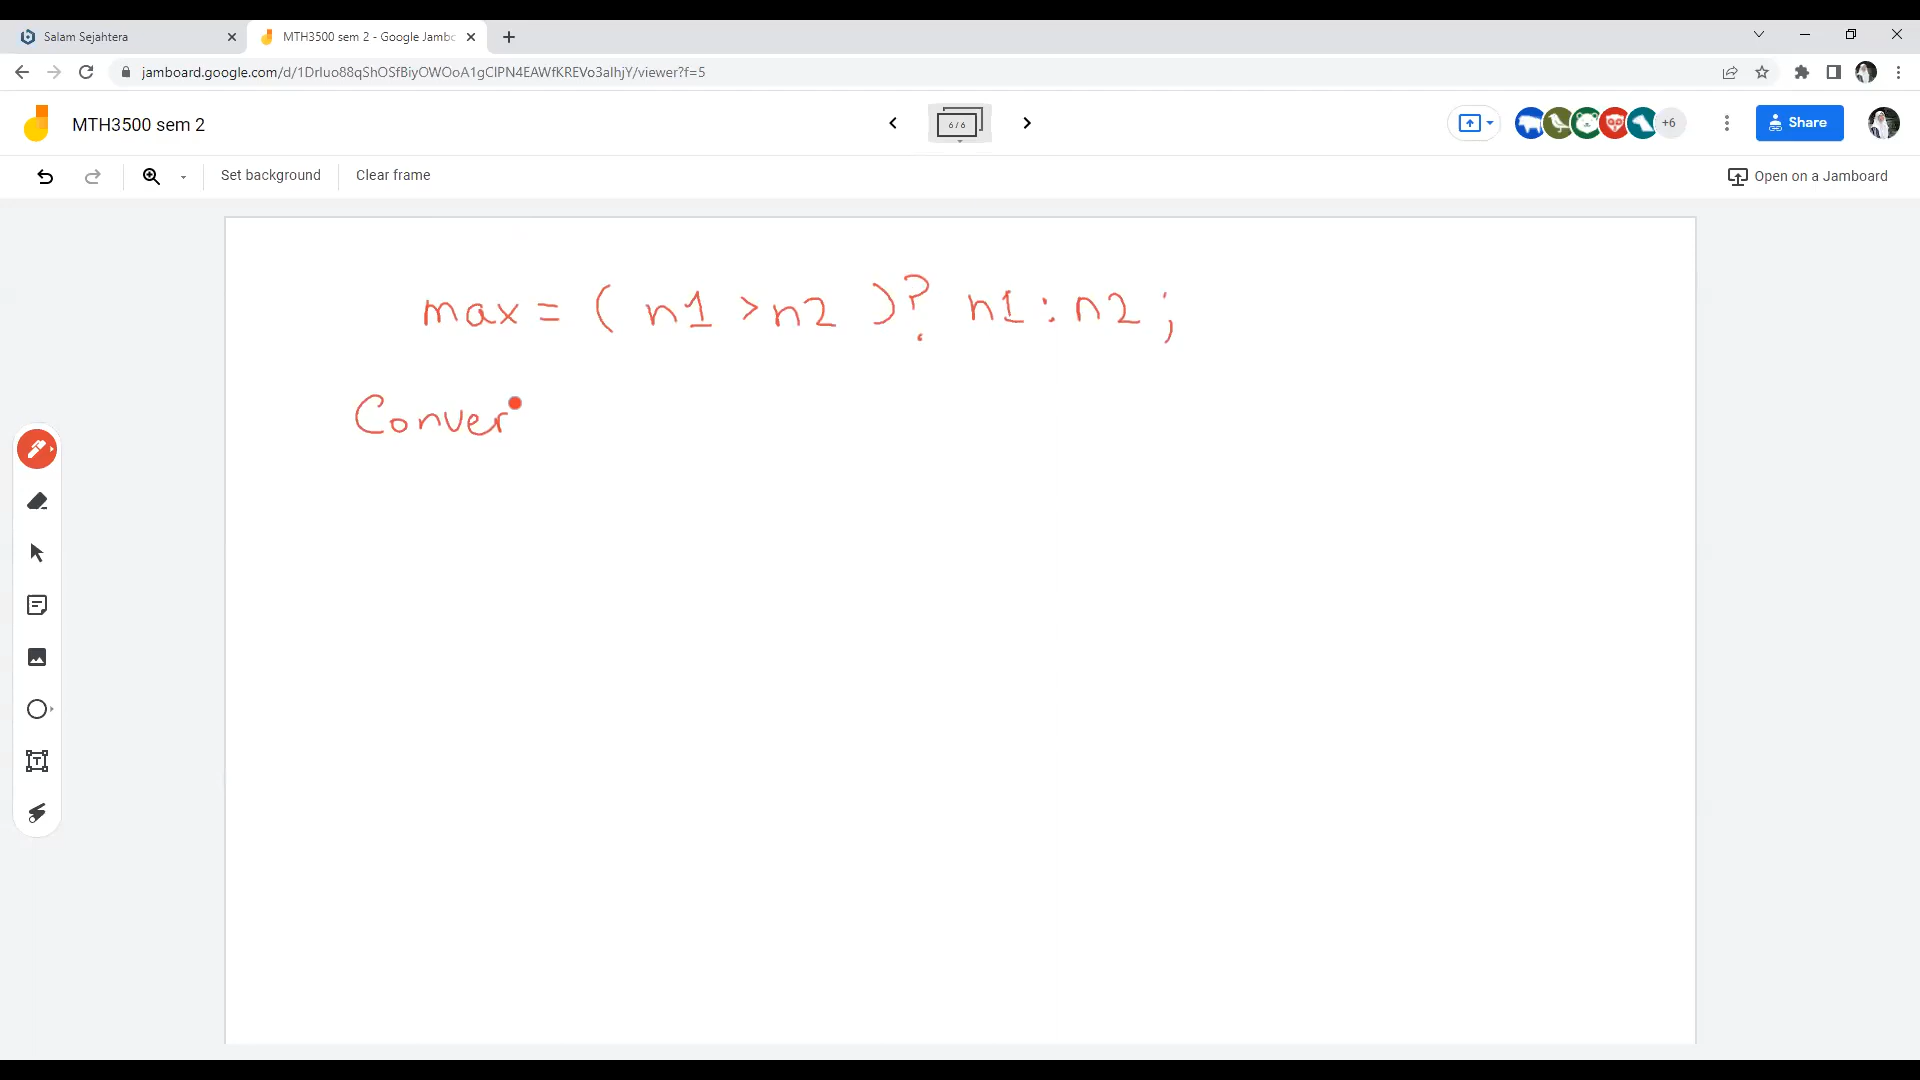 Salam Sejahtera
MTH3500 sem 2 - Google Jambo
jamboard.google.com/d/1Drluo88qShOSfBiyOWOoA1gClPN4EAWfKREVo3alhjY/viewer?f=5
MTH3500 sem 2
6 / 6
+6
Share
Set background
Clear frame
Open on a Jamboard
max = ( n1 > n2 )? n1 : n2 ;
Conver